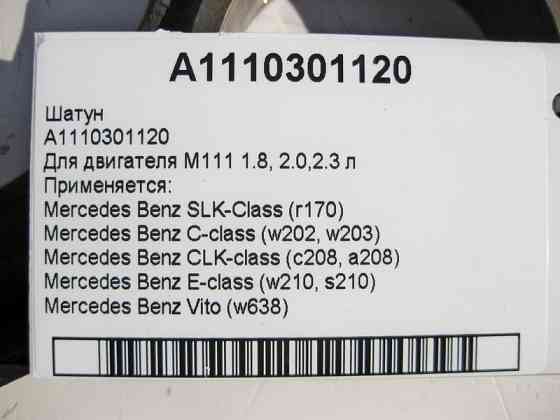 A1110301120
Шатун
A1110301120
Для двигателя М111 1.8, 2.0,2.3 л
Применяется:
Mercedes Benz SLK-Class (r170)
Mercedes Benz C-class (w202, w203)
Mercedes Benz CLK-class (c208, a208)
Mercedes Benz E-class (w210, s210)
Mercedes Benz Vito (w638)